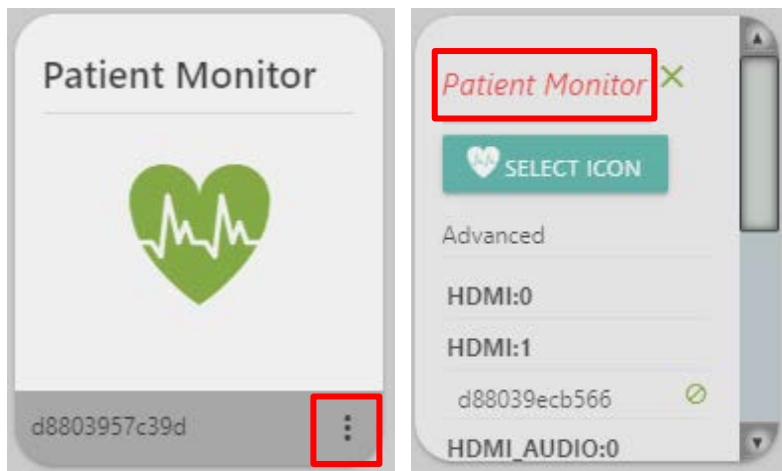 Patient Monitor
d8803957c39d
Patient Monitor
SELECT ICON
Advanced
HDMI:0
HDMI:1
d88039ecb566
HDMI_AUDIO:0